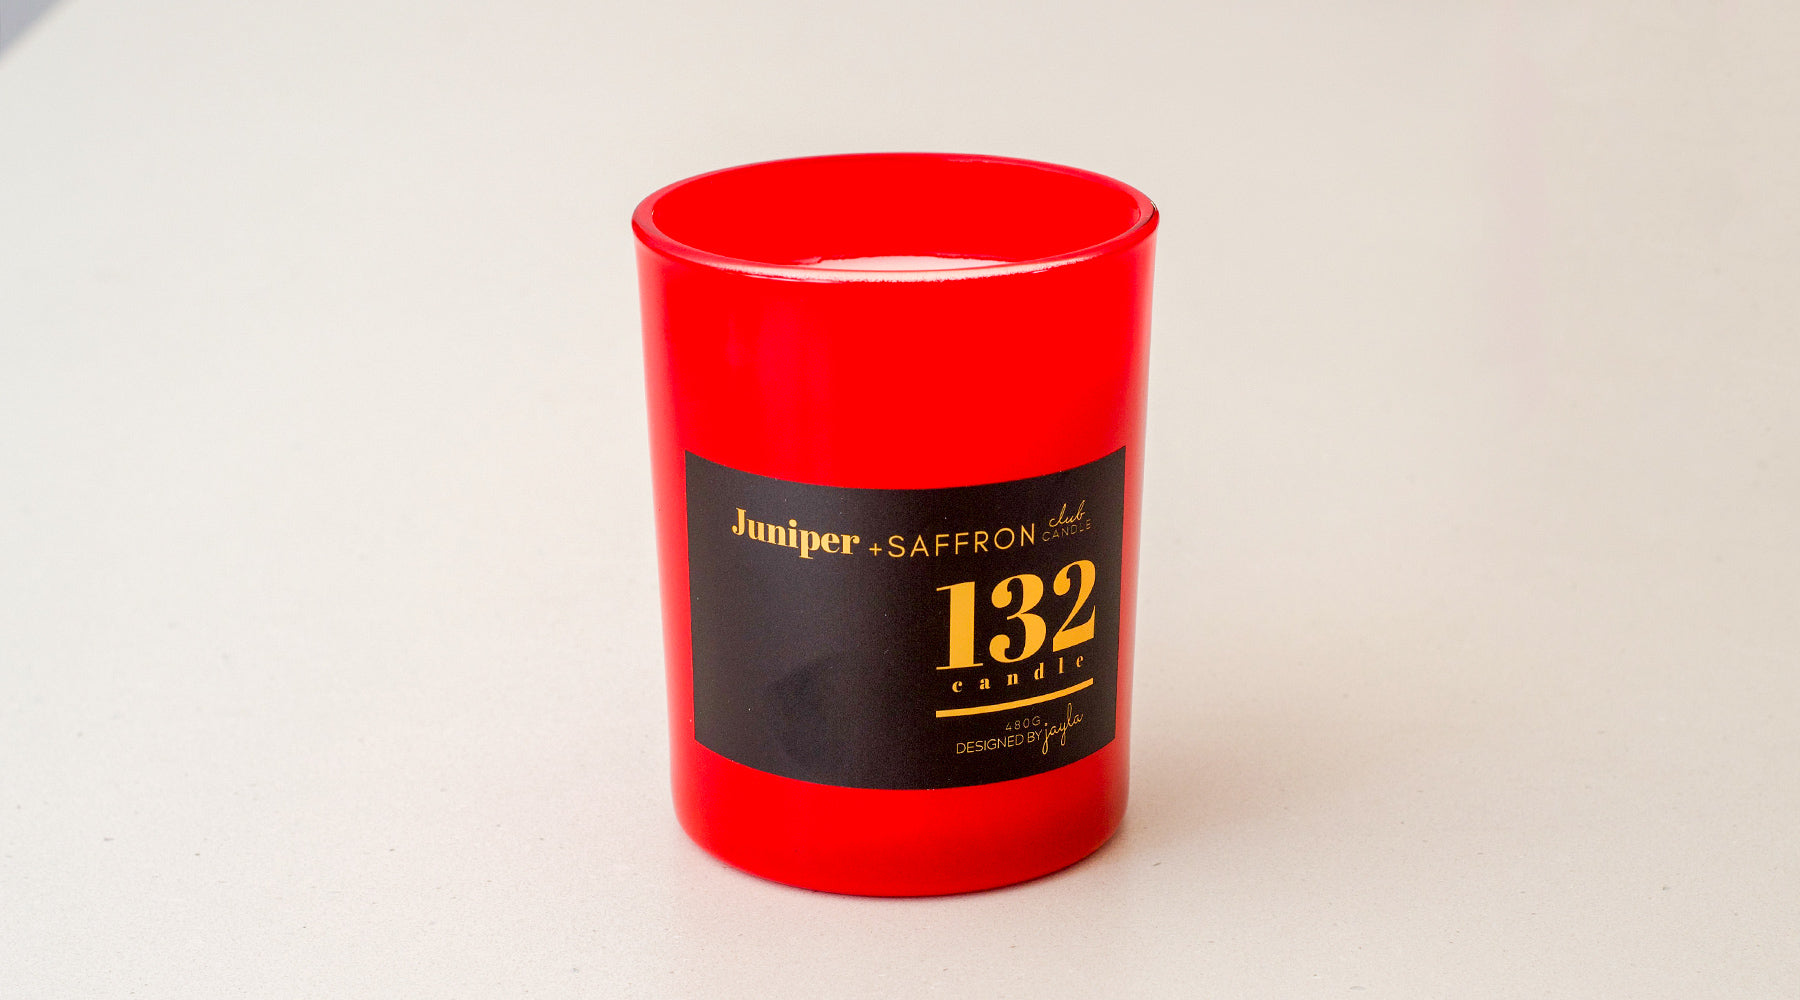 Juniper + SAFFRON club CANDLE
132
candle
480G
DESIGNED BY jayla